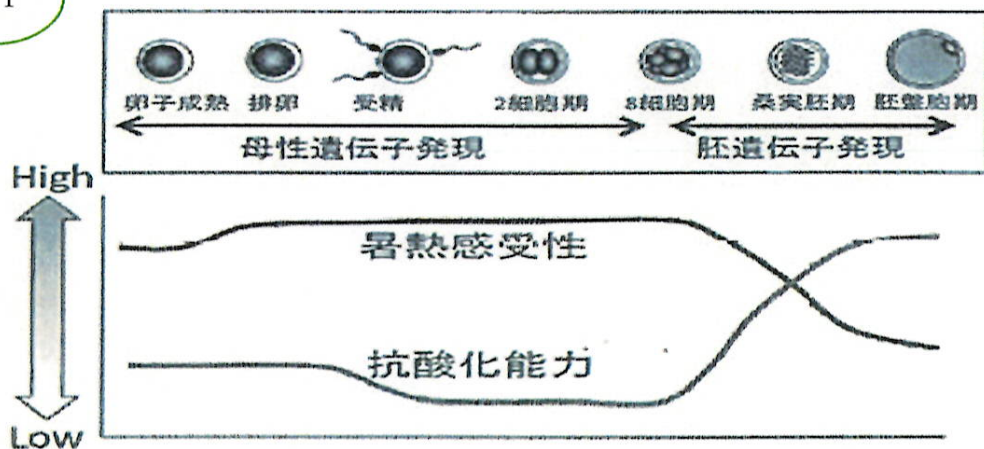 卵子成熟 排卵 受精 2細胞期 8細胞期 桑実胚期 胚盤胞期
母性遺伝子発現 胚遺伝子発現
High
暑熱感受性
抗酸化能力
Low